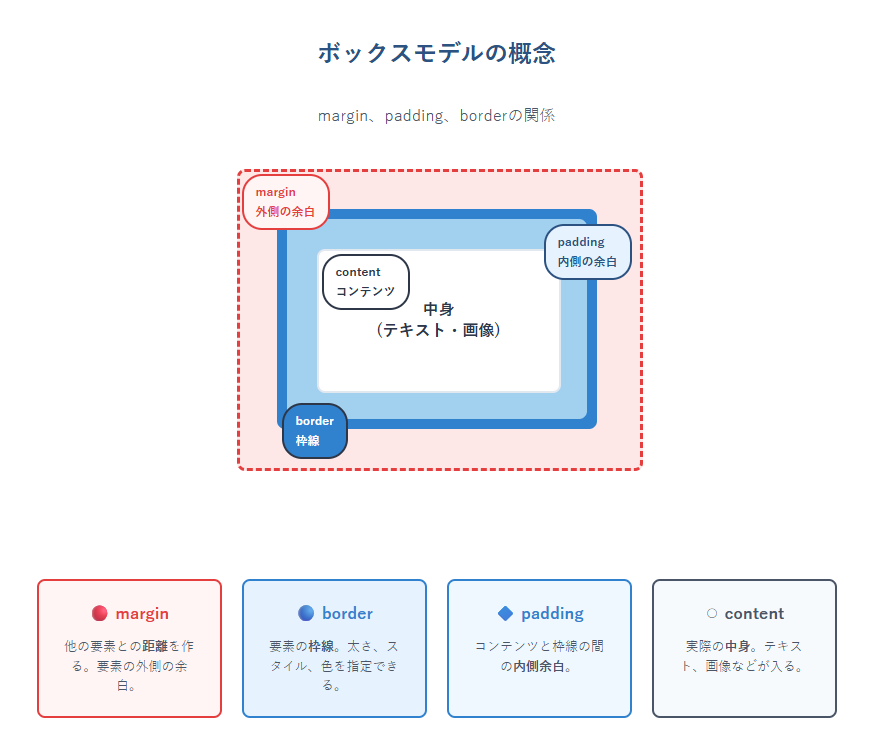 ボックスモデルの概念
margin、padding、borderの関係
margin
外側の余白
padding
内側の余白
content
コンテンツ
中身
(テキスト・画像)
border
枠線
margin
他の要素との距離を作
る。要素の外側の余
白。
border
要素の枠線。太さ、ス
タイル、色を指定でき
る。
padding
コンテンツと枠線の間
の内側余白。
content
実際の中身。テキス
ト、画像などが入る。